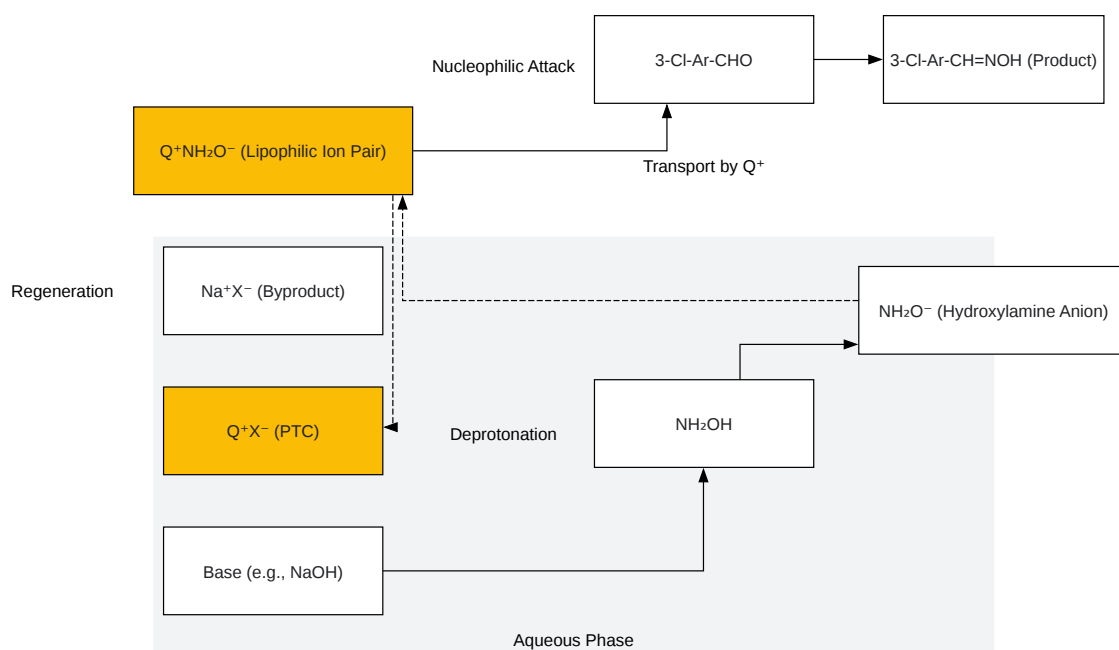 3-Cl-Ar-CHO
3-Cl-Ar-CH=NOH (Product)
Nucleophilic Attack
Q⁺NH₂O⁻ (Lipophilic Ion Pair)
Transport by Q⁺
Regeneration
Na⁺X⁻ (Byproduct)
NH₂O⁻ (Hydroxylamine Anion)
Q⁺X⁻ (PTC)
Deprotonation
NH₂OH
Base (e.g., NaOH)
Aqueous Phase